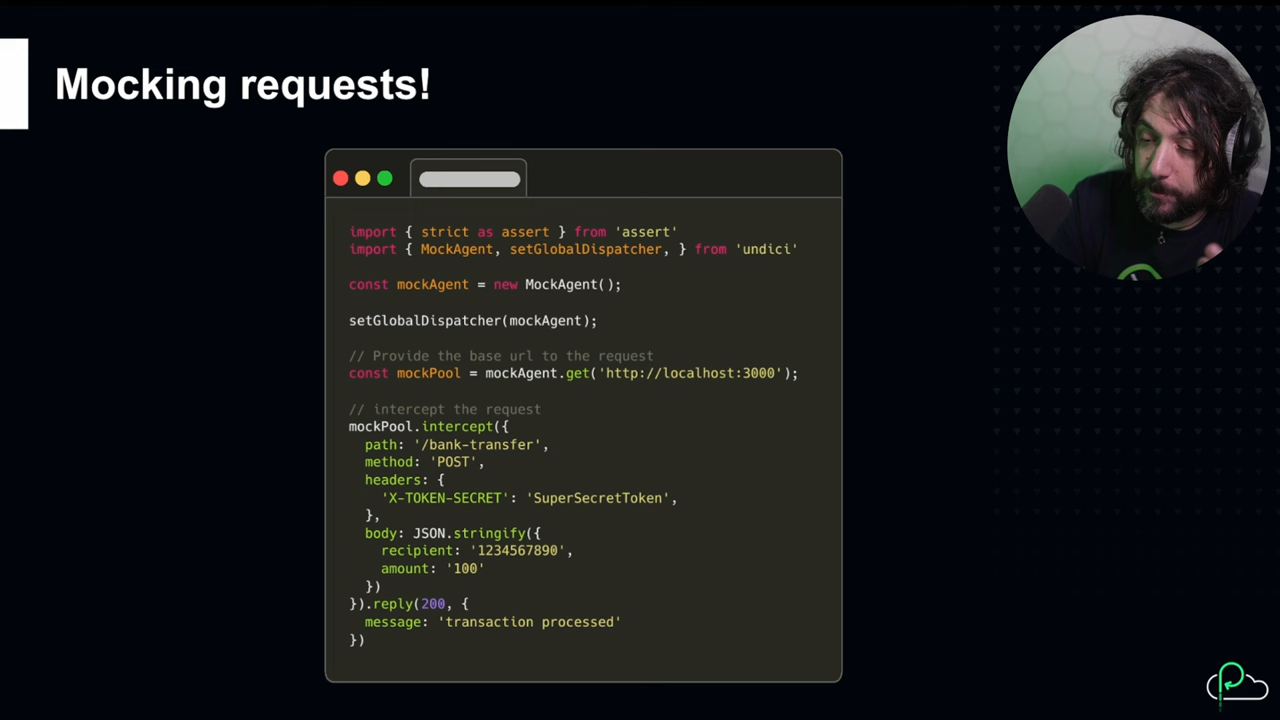 Mocking requests!
import { strict as assert } from 'assert'
import { MockAgent, setGlobalDispatcher, } from 'undici'
const mockAgent = new MockAgent();
setGlobalDispatcher(mockAgent);
// Provide the base url to the request
const mockPool = mockAgent.get('http://localhost:3000');
// intercept the request
mockPool.intercept({
  path: '/bank-transfer',
  method: 'POST',
  headers: {
    'X-TOKEN-SECRET': 'SuperSecretToken',
  },
  body: JSON.stringify({
    recipient: '1234567890',
    amount: '100'
  })
}).reply(200, {
  message: 'transaction processed'
})